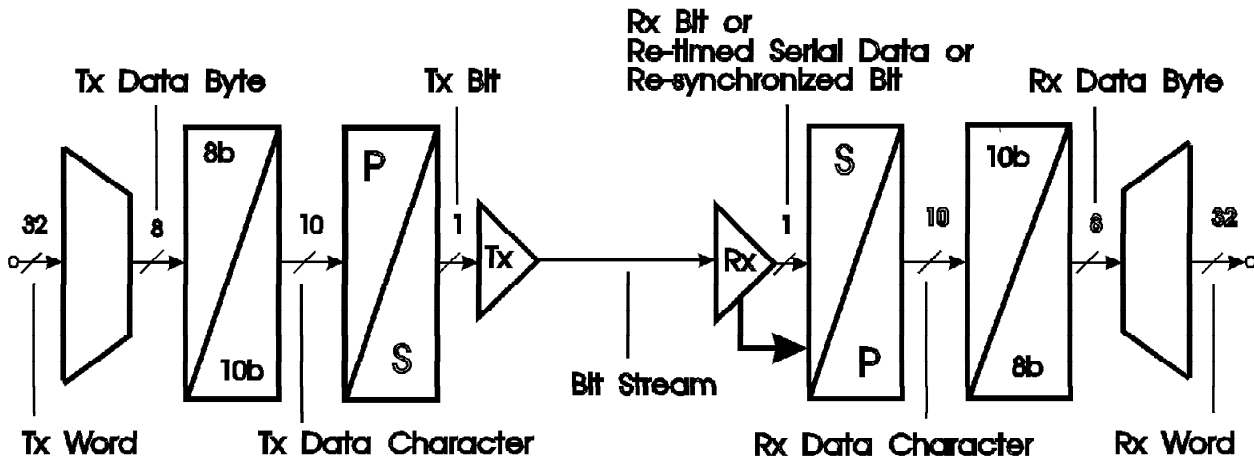 Rx Bit or
Re-timed Serial Data or
Re-synchronized Bit
Tx Data Byte
Tx Bit
Rx Data Byte
8b
P
S
10b
32
8
10
1
1
10
8
32
Tx
Rx
10b
S
P
8b
Bit Stream
Tx Word
Tx Data Character
Rx Data Character
Rx Word